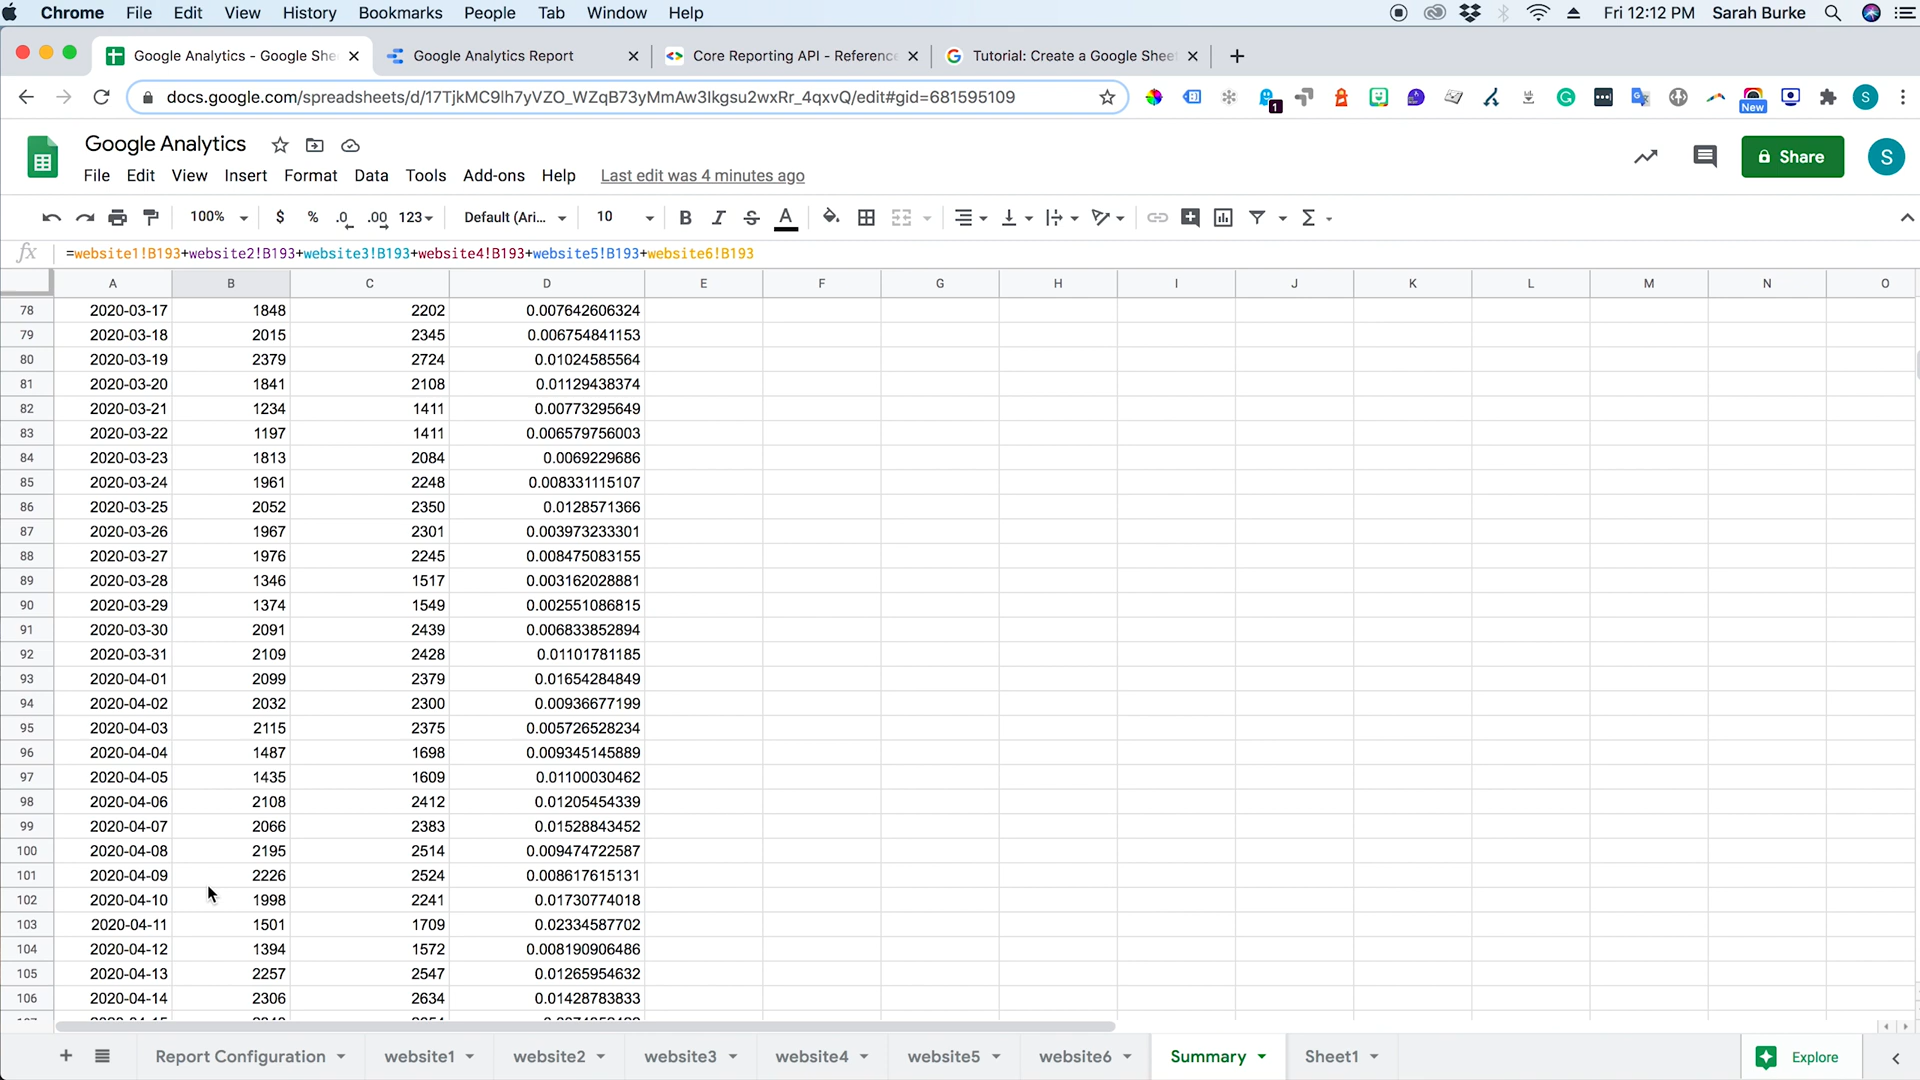 Chrome File Edit View History Bookmarks People Tab Window Help Fri 12:12 PM Sarah Burke
Google Analytics - Google She Google Analytics Report Core Reporting API - Reference Tutorial: Create a Google Sheet
docs.google.com/spreadsheets/d/17TjkMC9lh7yVZO_WZqB73yMmAw3Ikgsu2wxRr_4qxvQ/edit#gid=681595109 1 New S
Google Analytics
File Edit View Insert Format Data Tools Add-ons Help Last edit was 4 minutes ago Share S
100% $ % .0 .00 123 Default (Ari... 10 B I S A Σ
fx =website1!B193+website2!B193+website3!B193+website4!B193+website5!B193+website6!B193
A B C D E F G H I J K L M N O
78 2020-03-17 1848 2202 0.007642606324
79 2020-03-18 2015 2345 0.006754841153
80 2020-03-19 2379 2724 0.01024585564
81 2020-03-20 1841 2108 0.01129438374
82 2020-03-21 1234 1411 0.00773295649
83 2020-03-22 1197 1411 0.006579756003
84 2020-03-23 1813 2084 0.0069229686
85 2020-03-24 1961 2248 0.008331115107
86 2020-03-25 2052 2350 0.0128571366
87 2020-03-26 1967 2301 0.003973233301
88 2020-03-27 1976 2245 0.008475083155
89 2020-03-28 1346 1517 0.003162028881
90 2020-03-29 1374 1549 0.002551086815
91 2020-03-30 2091 2439 0.006833852894
92 2020-03-31 2109 2428 0.01101781185
93 2020-04-01 2099 2379 0.01654284849
94 2020-04-02 2032 2300 0.00936677199
95 2020-04-03 2115 2375 0.005726528234
96 2020-04-04 1487 1698 0.009345145889
97 2020-04-05 1435 1609 0.01100030462
98 2020-04-06 2108 2412 0.01205454339
99 2020-04-07 2066 2383 0.01528843452
100 2020-04-08 2195 2514 0.009474722587
101 2020-04-09 2226 2524 0.008617615131
102 2020-04-10 1998 2241 0.01730774018
103 2020-04-11 1501 1709 0.02334587702
104 2020-04-12 1394 1572 0.008190906486
105 2020-04-13 2257 2547 0.01265954632
106 2020-04-14 2306 2634 0.01428783833
Report Configuration website1 website2 website3 website4 website5 website6 Summary Sheet1 Explore